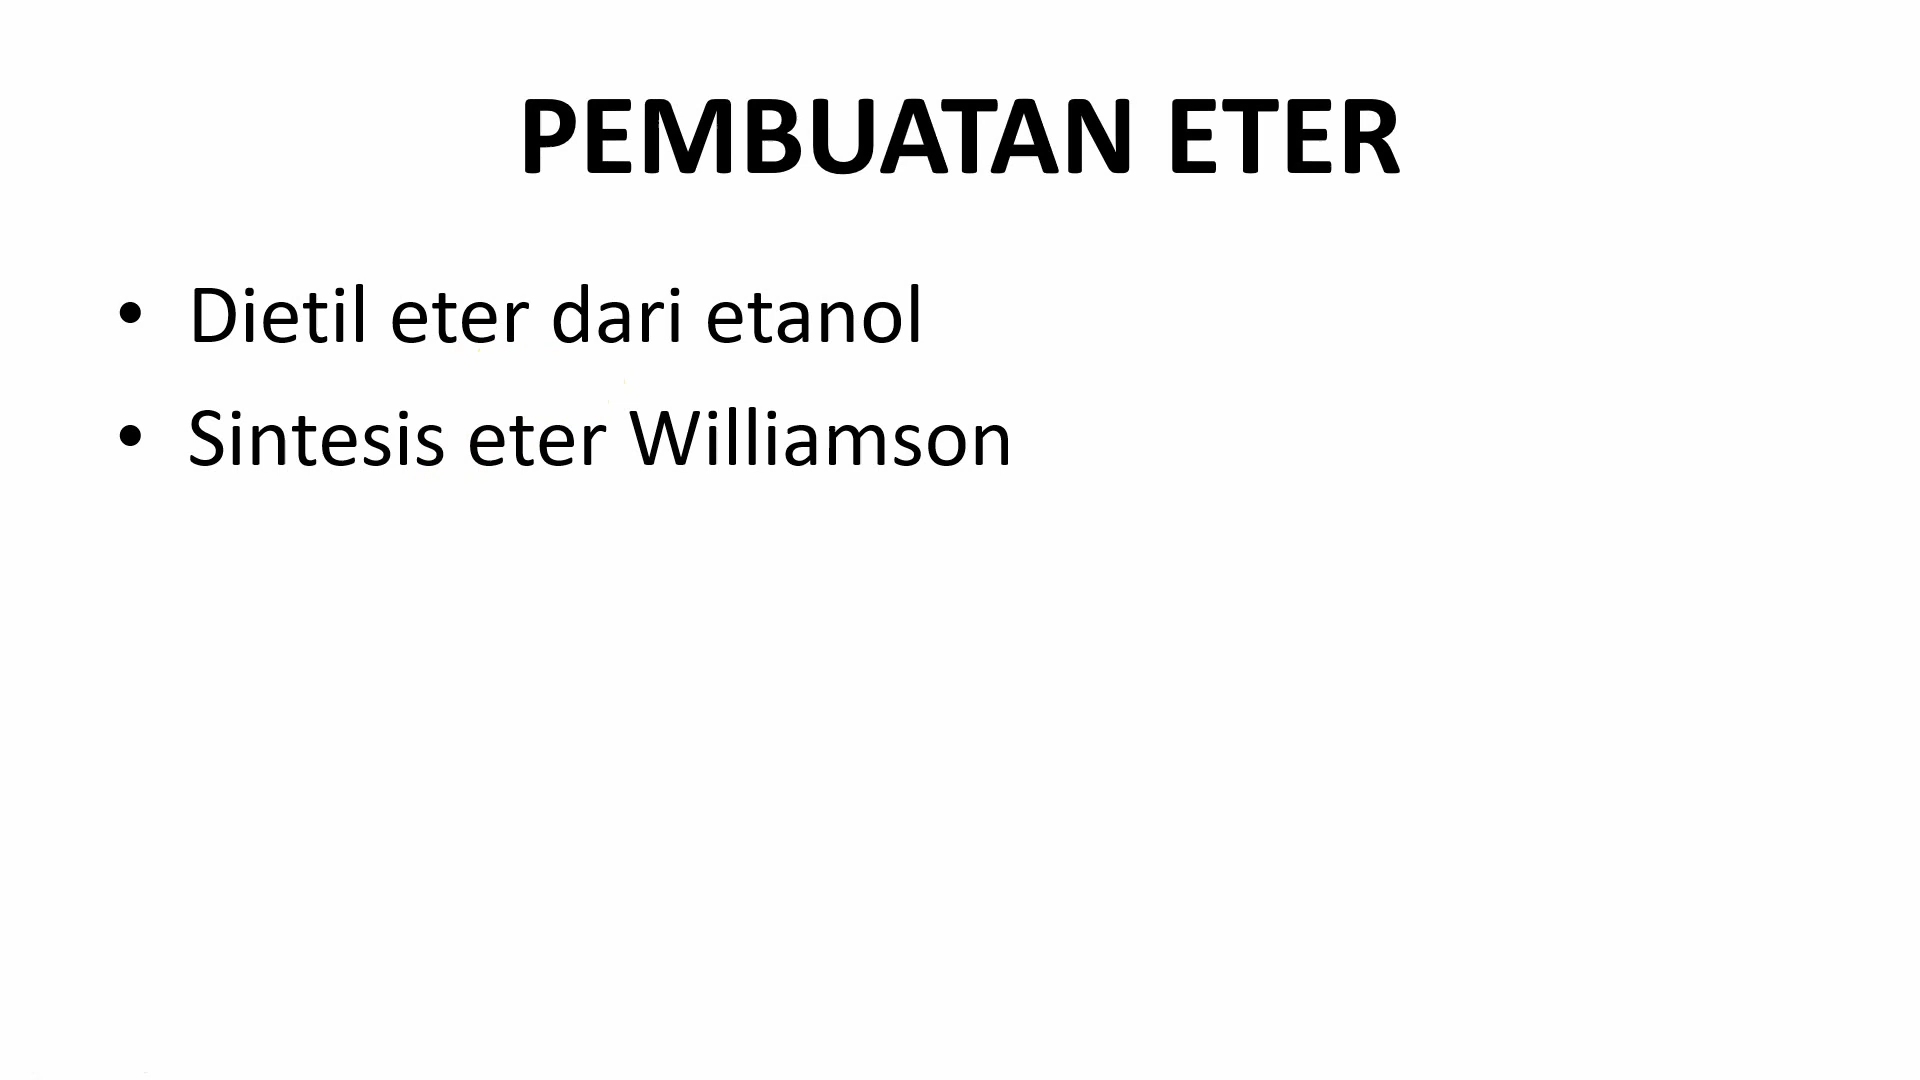 PEMBUATAN ETER
• Dietil eter dari etanol
• Sintesis eter Williamson